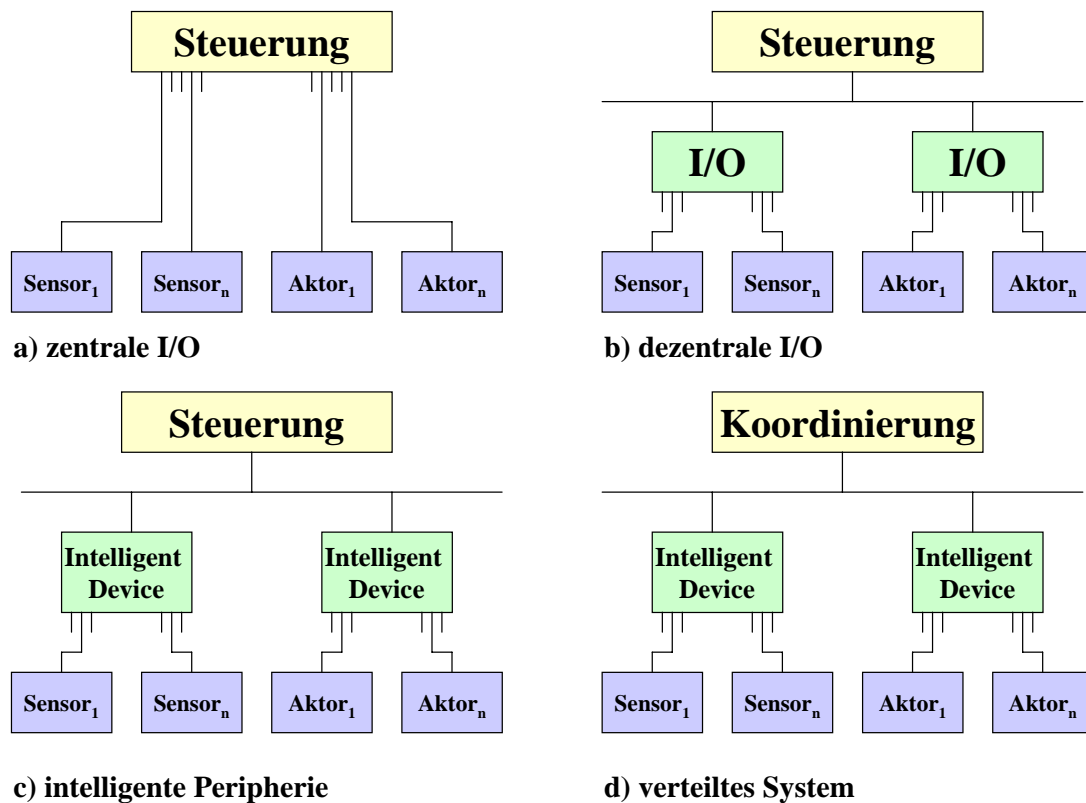 Steuerung
Sensor₁ Sensorₙ Aktor₁ Aktorₙ
a) zentrale I/O
Steuerung
I/O I/O
Sensor₁ Sensorₙ Aktor₁ Aktorₙ
b) dezentrale I/O
Steuerung
Intelligent Intelligent
Device Device
Sensor₁ Sensorₙ Aktor₁ Aktorₙ
c) intelligente Peripherie
Koordinierung
Intelligent Intelligent
Device Device
Sensor₁ Sensorₙ Aktor₁ Aktorₙ
d) verteiltes System